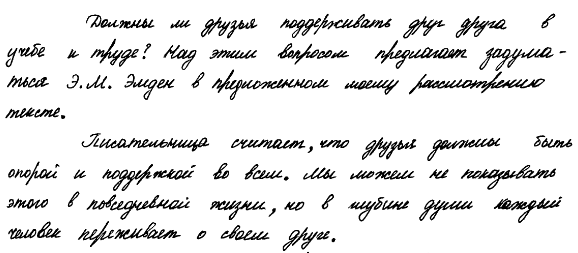 Должны ли друзья поддерживать друг друга в
учебе и труде? Над этим вопросом предлагает задума-
ться Э.М. Эмден в предложенном моему рассмотрению
тексте.
Писательница считает, что друзья должны быть
опорой и поддержкой во всем. Мы можем не показывать
этого в повседневной жизни, но в глубине души каждый
человек переживает о своем друге.